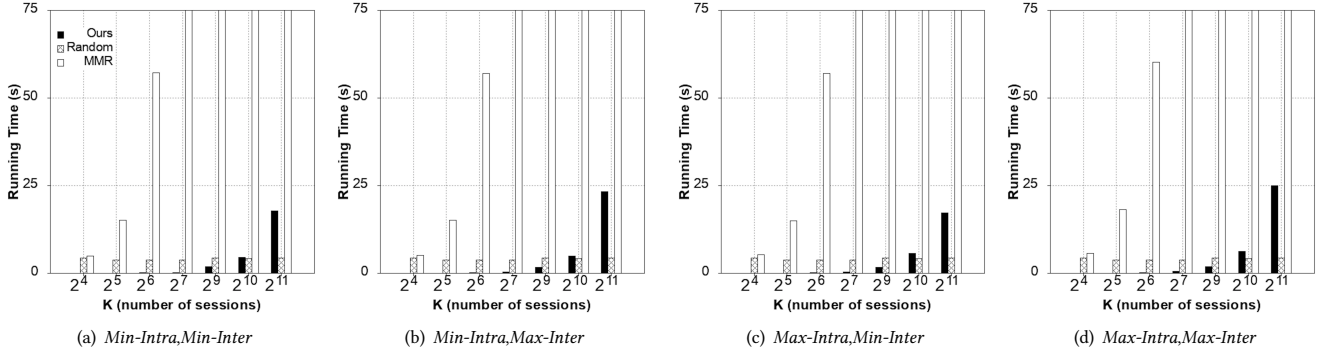 75
50
25
0
Running Time (s)
Ours
Random
MMR
2^4 2^5 2^6 2^7 2^9 2^10 2^11
K (number of sessions)
(a) Min-Intra,Min-Inter
75
50
25
0
Running Time (s)
2^4 2^5 2^6 2^7 2^9 2^10 2^11
K (number of sessions)
(b) Min-Intra,Max-Inter
75
50
25
0
Running Time (s)
2^4 2^5 2^6 2^7 2^9 2^10 2^11
K (number of sessions)
(c) Max-Intra,Min-Inter
75
50
25
0
Running Time (s)
2^4 2^5 2^6 2^7 2^9 2^10 2^11
K (number of sessions)
(d) Max-Intra,Max-Inter